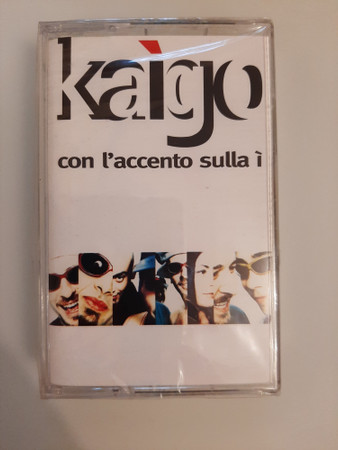 kaìgo
con l'accento sulla ì